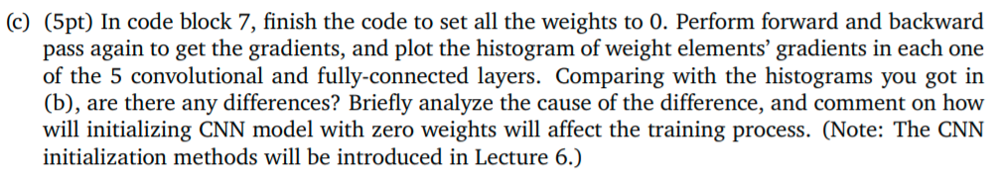 (c) (5pt) In code block 7, finish the code to set all the weights to 0. Perform forward and backward
pass again to get the gradients, and plot the histogram of weight elements' gradients in each one
of the 5 convolutional and fully-connected layers. Comparing with the histograms you got in
(b), are there any differences? Briefly analyze the cause of the difference, and comment on how
will initializing CNN model with zero weights will affect the training process. (Note: The CNN
initialization methods will be introduced in Lecture 6.)